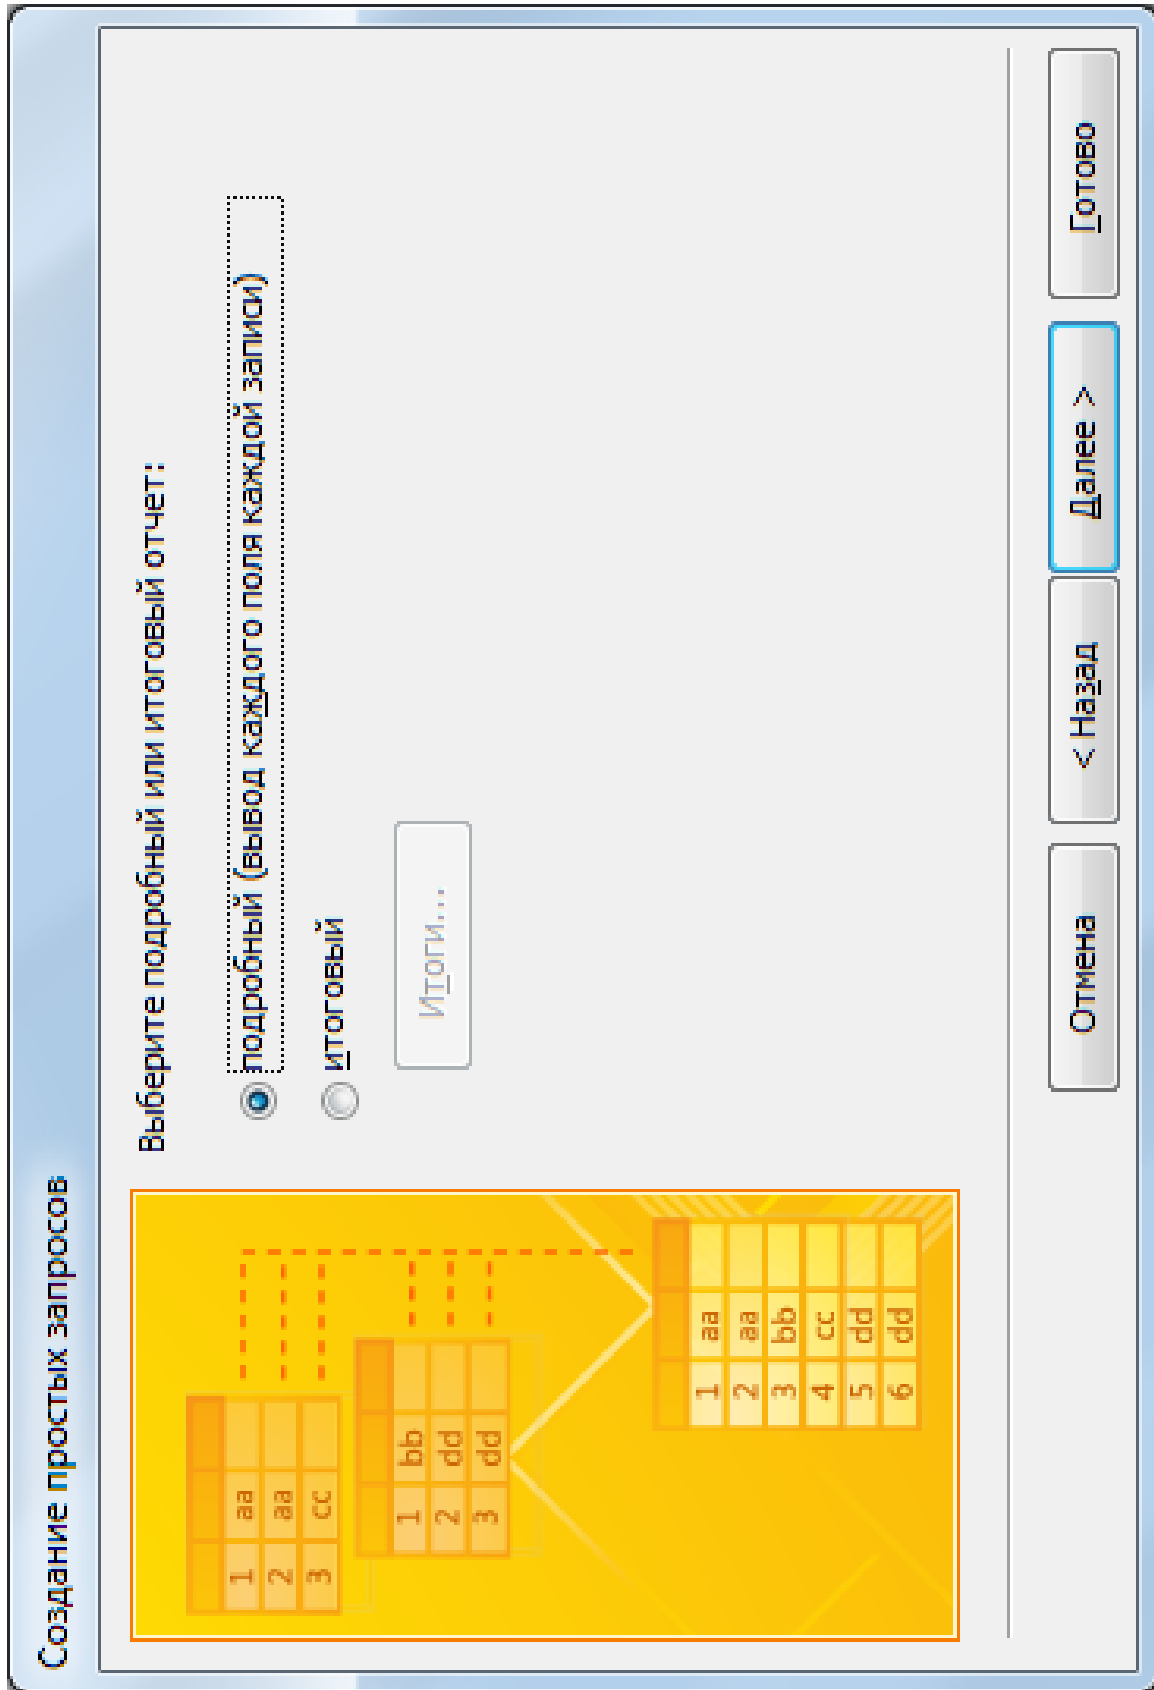 Создание простых запросов
Выберите подробный или итоговый отчет:
подробный (вывод каждого поля каждой записи)
итоговый
Итоги...
1 aa
2 aa
3 cc
1 bb
2 dd
3 dd
1 aa
2 aa
3 bb
4 cc
5 dd
6 dd
Отмена
< Назад
Далее >
Готово